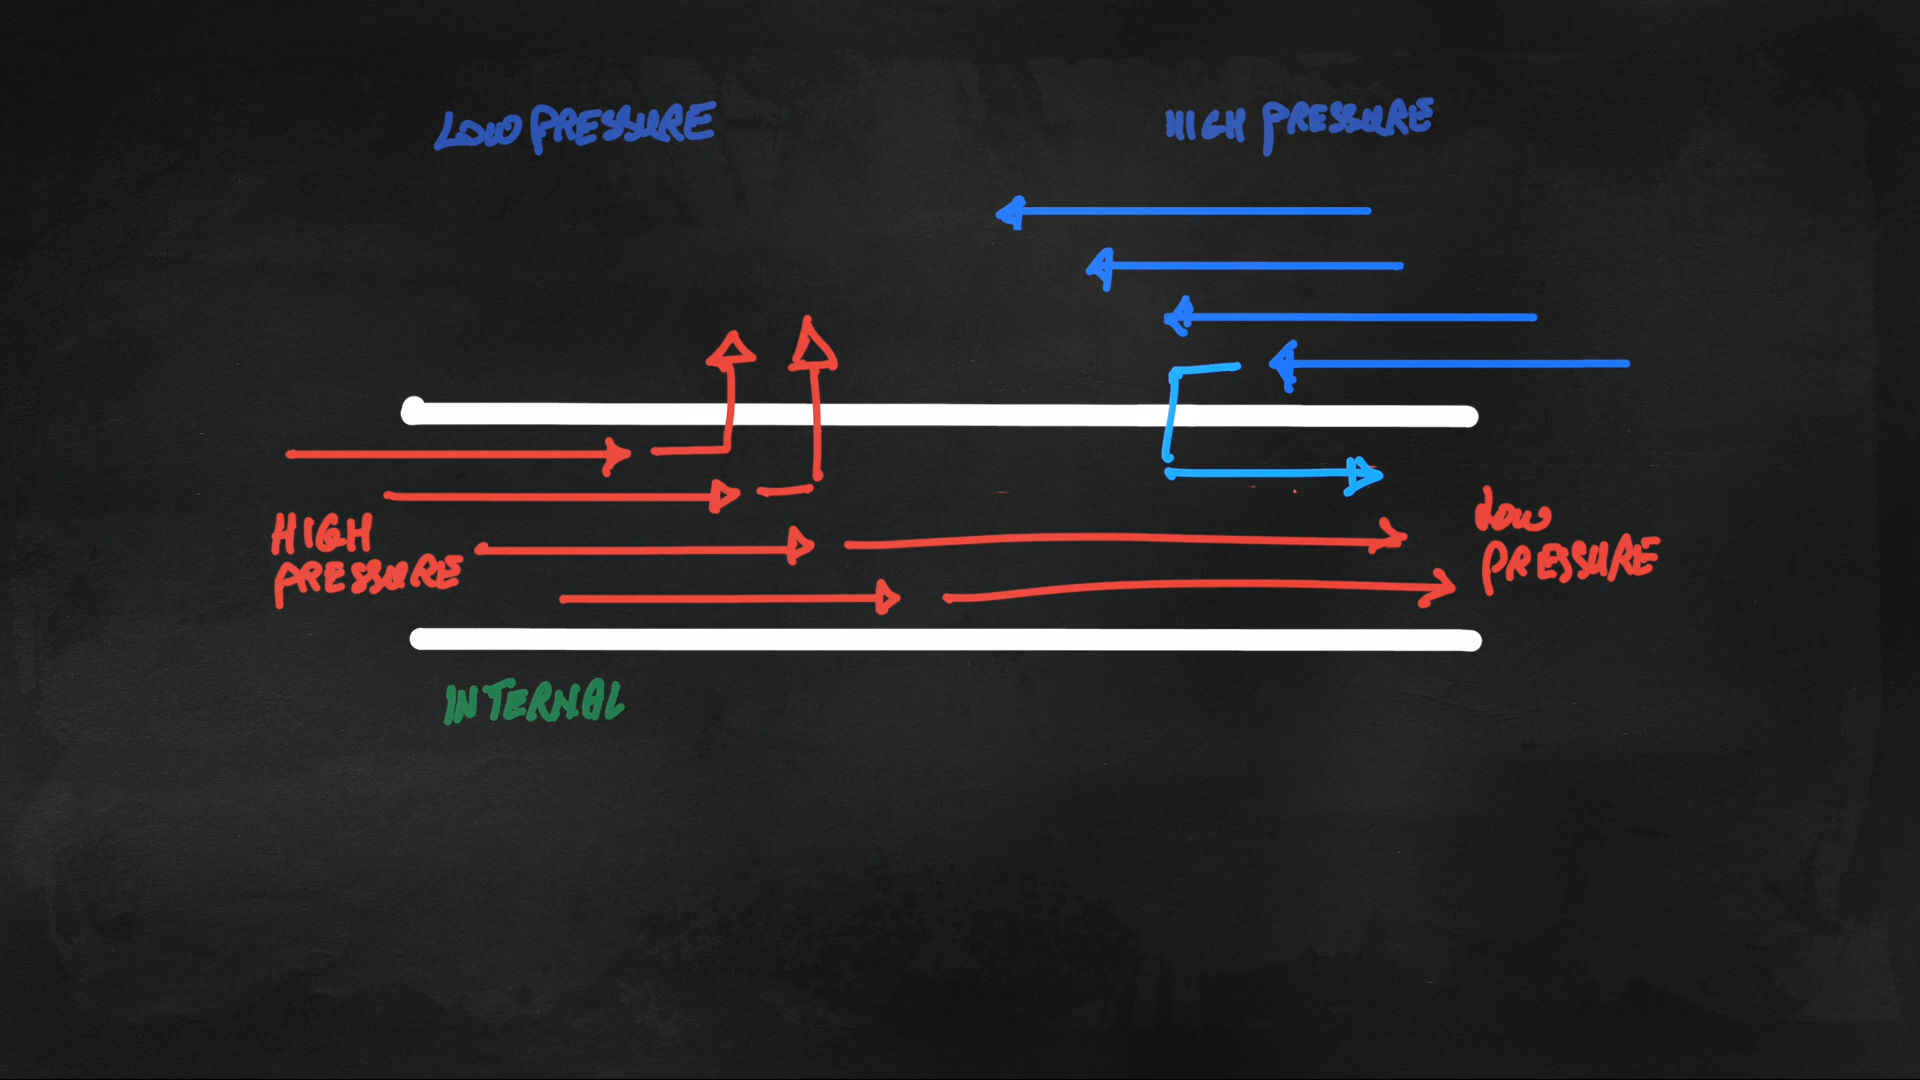 LOW PRESSURE
HIGH PRESSURE
HIGH
PRESSURE
LOW
PRESSURE
INTERNAL